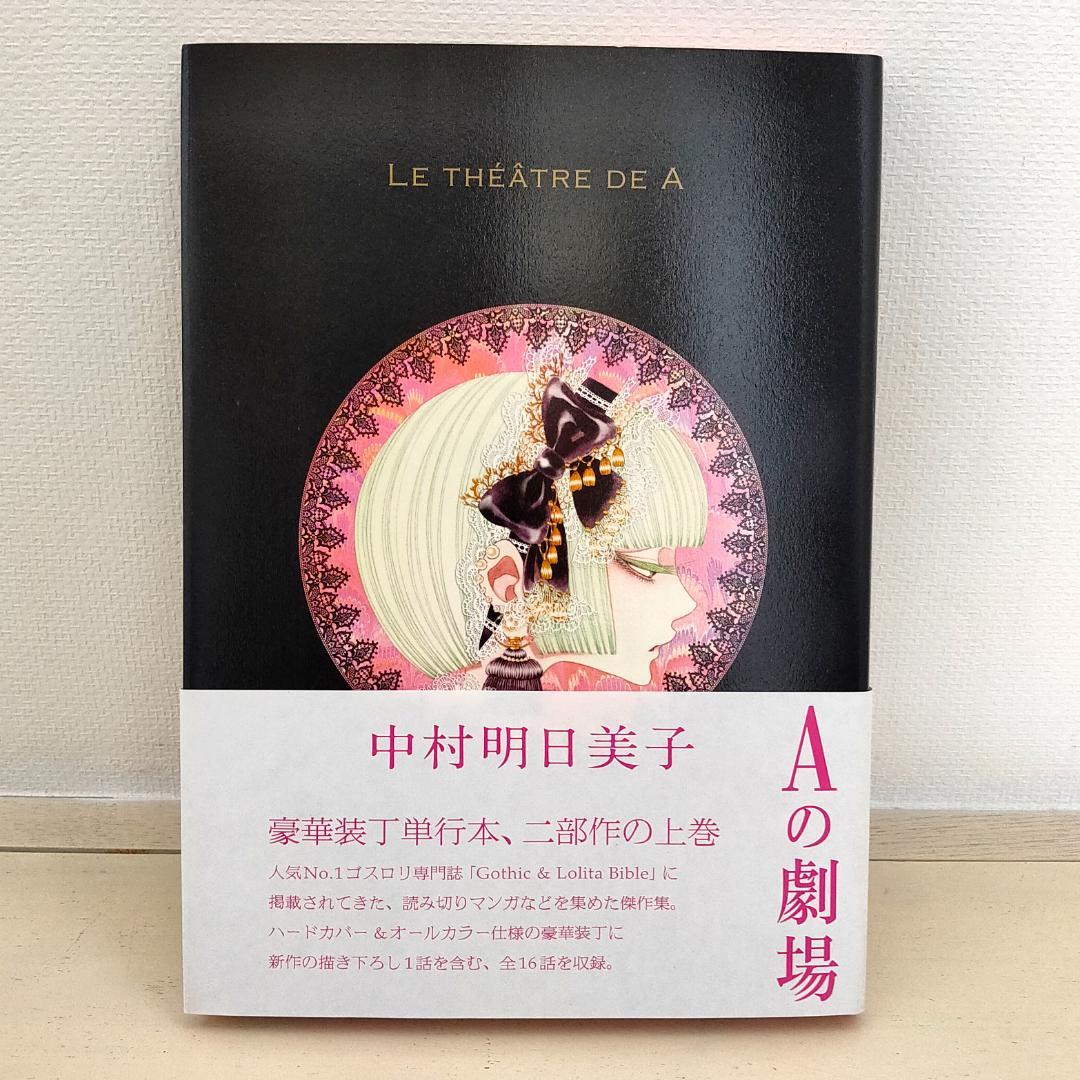 LE THÉÂTRE DE A
中村明日美子
Aの劇場
豪華装丁単行本、二部作の上巻
人気No.1ゴスロリ専門誌「Gothic & Lolita Bible」に
掲載されてきた、読み切りマンガなどを集めた傑作集。
ハードカバー&オールカラー仕様の豪華装丁に
新作の描き下ろし1話を含む、全16話を収録。